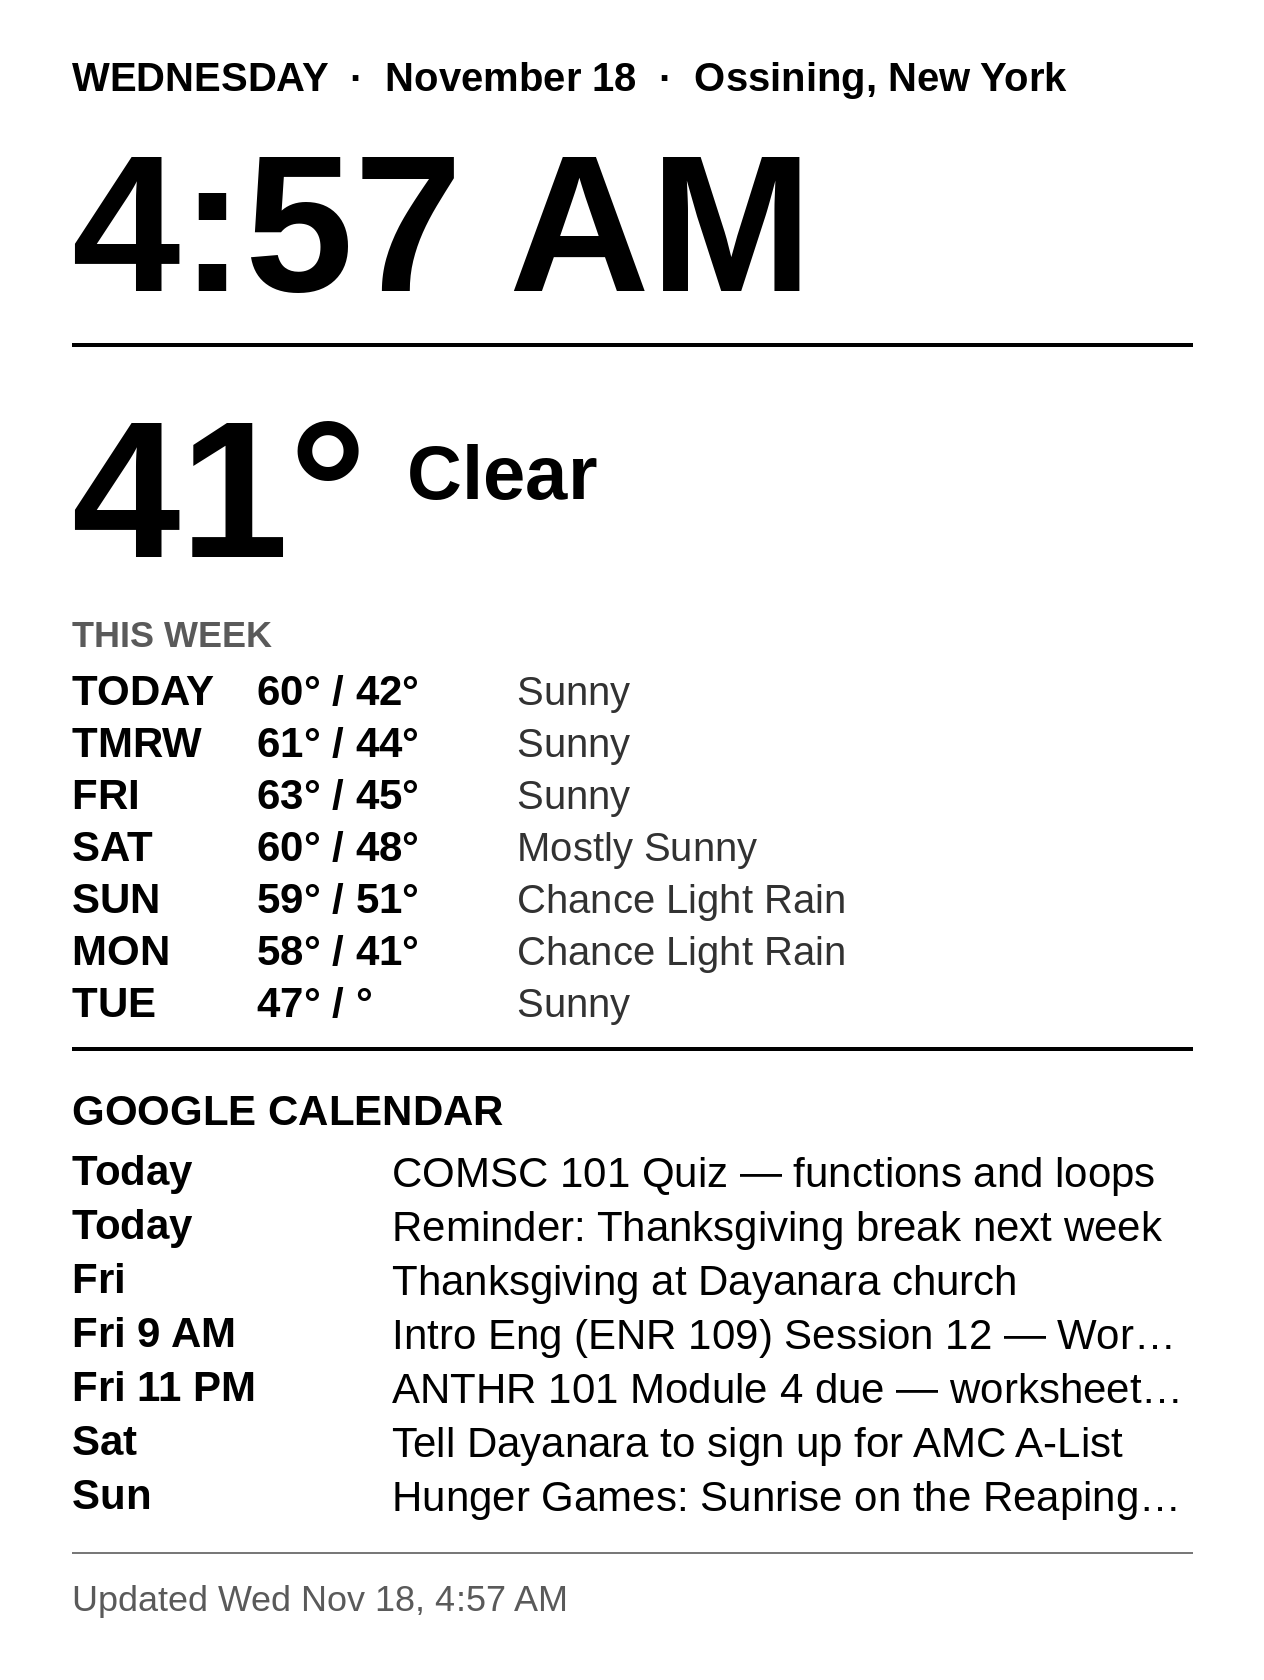 WEDNESDAY · November 18 · Ossining, New York
4:57 AM
41° Clear
THIS WEEK
TODAY 60° / 42° Sunny
TMRW 61° / 44° Sunny
FRI 63° / 45° Sunny
SAT 60° / 48° Mostly Sunny
SUN 59° / 51° Chance Light Rain
MON 58° / 41° Chance Light Rain
TUE 47° / ° Sunny
GOOGLE CALENDAR
Today COMSC 101 Quiz — functions and loops
Today Reminder: Thanksgiving break next week
Fri Thanksgiving at Dayanara church
Fri 9 AM Intro Eng (ENR 109) Session 12 — Wor…
Fri 11 PM ANTHR 101 Module 4 due — worksheet…
Sat Tell Dayanara to sign up for AMC A-List
Sun Hunger Games: Sunrise on the Reaping…
Updated Wed Nov 18, 4:57 AM